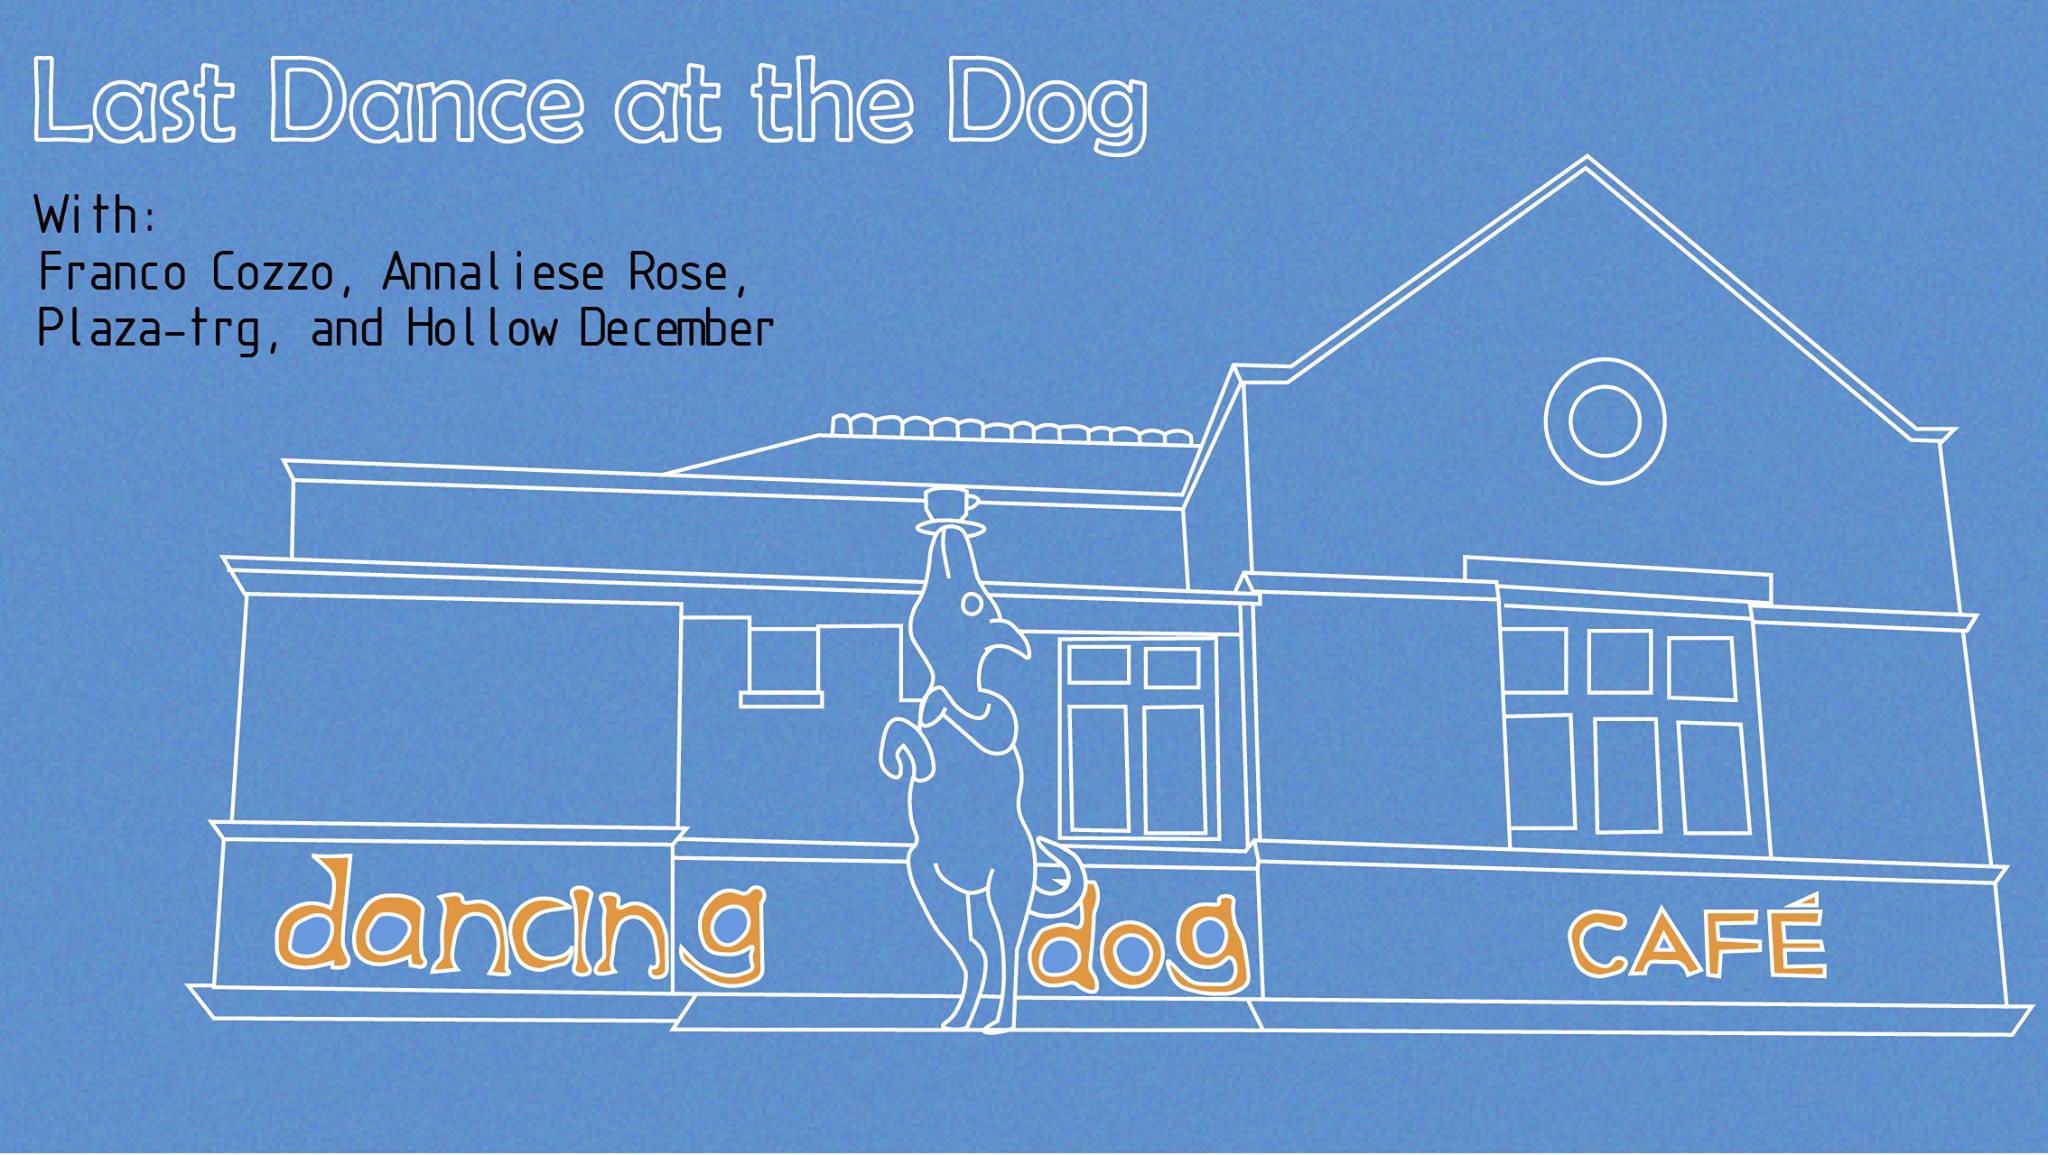 Last Dance at the Dog
With:
Franco Cozzo, Annaliese Rose,
Plaza-trg, and Hollow December
dancing dog CAFÉ